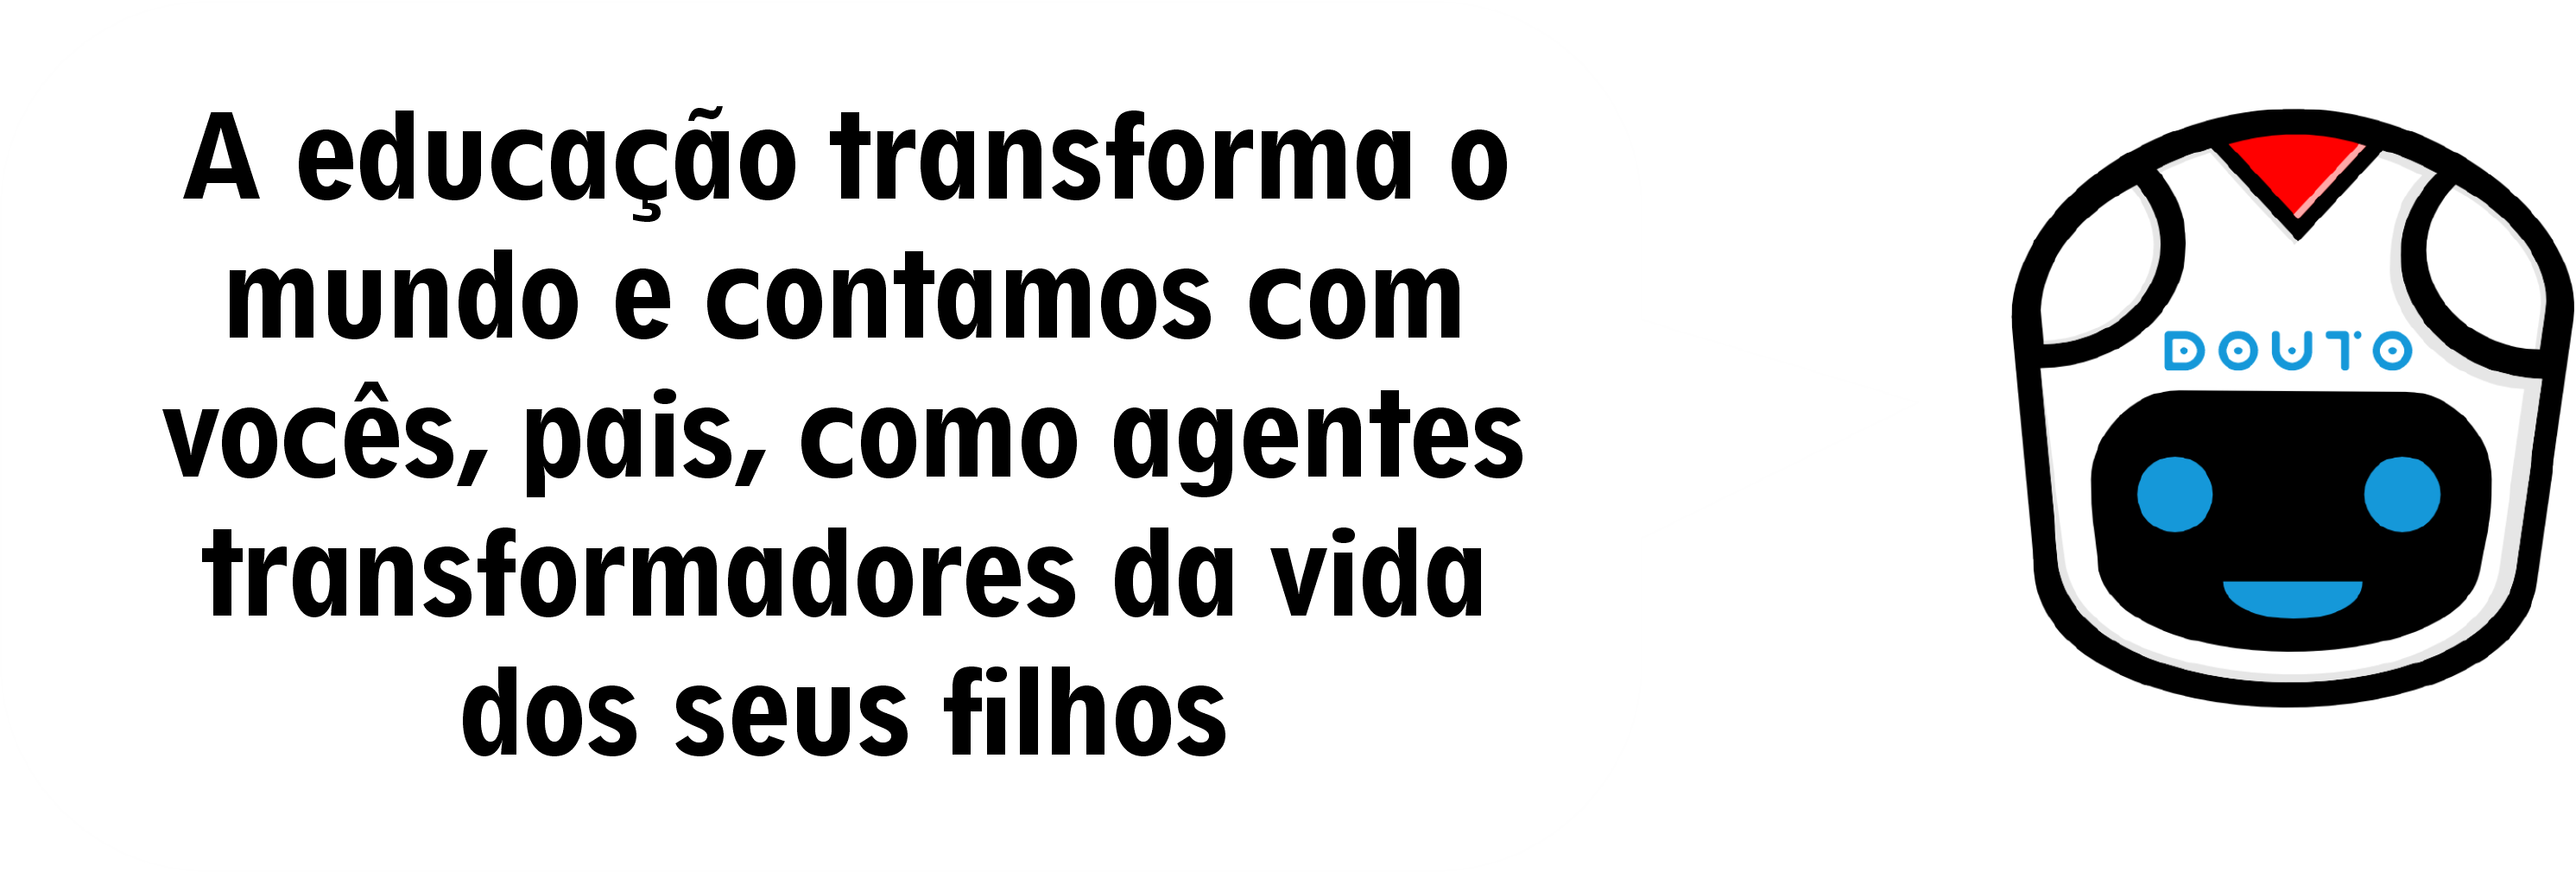 A educação transforma o
mundo e contamos com
vocês, pais, como agentes
transformadores da vida
dos seus filhos
DOUTO